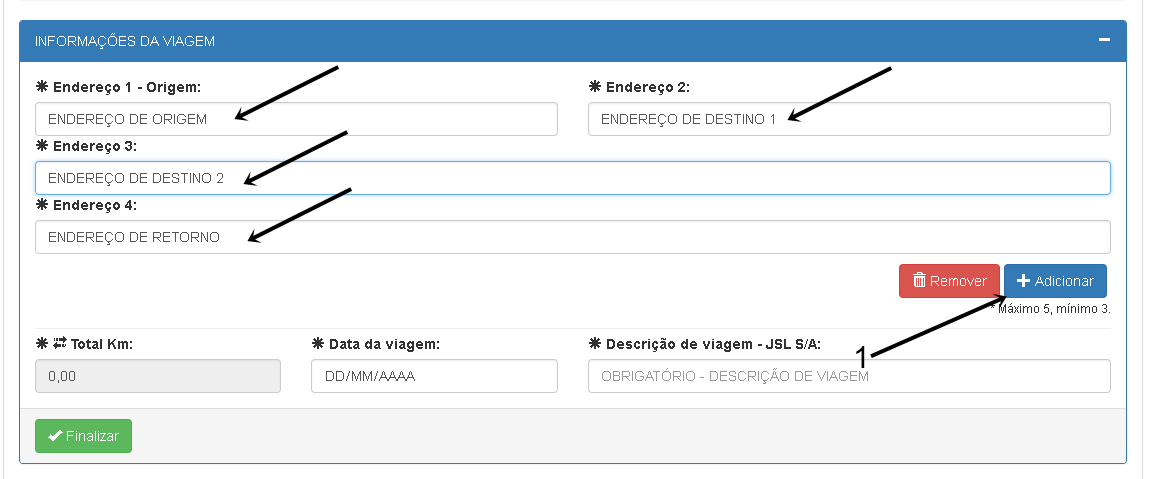 INFORMAÇÕES DA VIAGEM
✱ Endereço 1 - Origem:
ENDEREÇO DE ORIGEM
✱ Endereço 2:
ENDEREÇO DE DESTINO 1
✱ Endereço 3:
ENDEREÇO DE DESTINO 2
✱ Endereço 4:
ENDEREÇO DE RETORNO
Remover
Adicionar
* Máximo 5, mínimo 3.
1
✱ Total Km:
0,00
✱ Data da viagem:
DD/MM/AAAA
✱ Descrição de viagem - JSL S/A:
OBRIGATÓRIO - DESCRIÇÃO DE VIAGEM
Finalizar